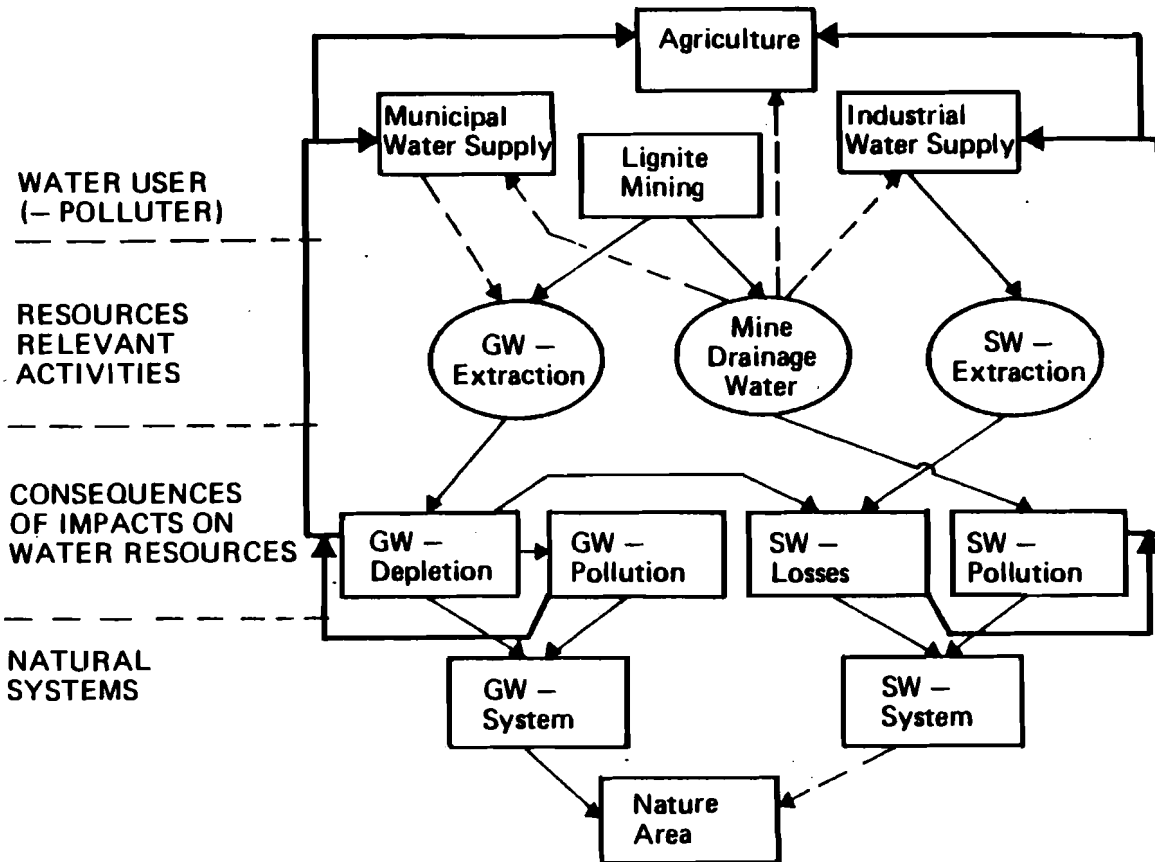 Agriculture
Municipal
Water Supply
Industrial
Water Supply
Lignite
Mining
WATER USER
(– POLLUTER)
RESOURCES
RELEVANT
ACTIVITIES
GW –
Extraction
Mine
Drainage
Water
SW –
Extraction
CONSEQUENCES
OF IMPACTS ON
WATER RESOURCES
GW –
Depletion
GW –
Pollution
SW –
Losses
SW –
Pollution
NATURAL
SYSTEMS
GW –
System
SW –
System
Nature
Area